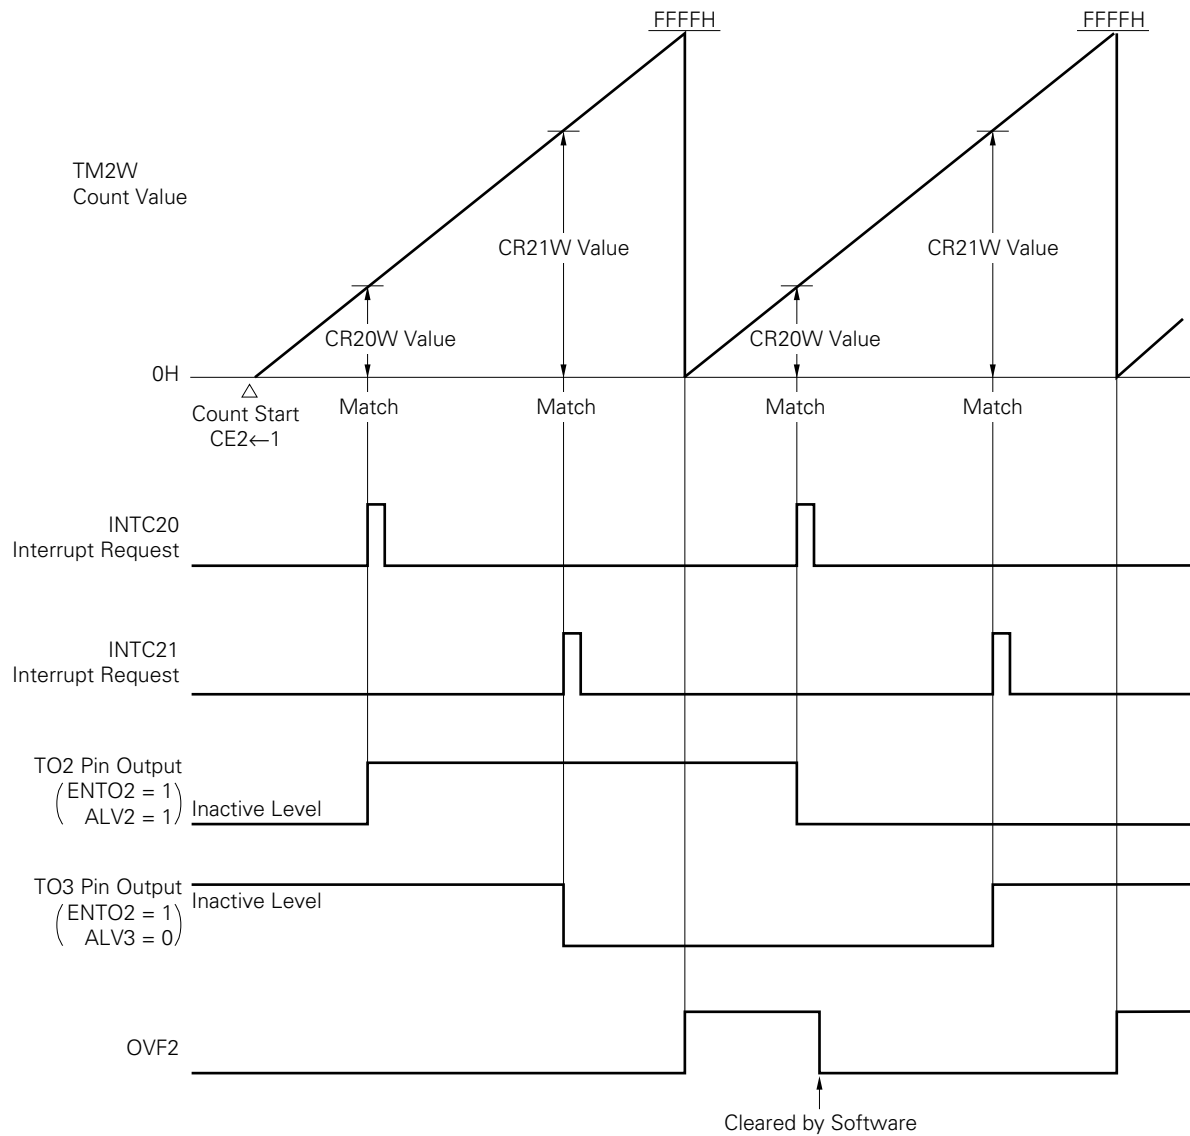 FFFFH
FFFFH
TM2W
Count Value
CR21W Value
CR21W Value
CR20W Value
CR20W Value
0H
Count Start
CE2←1
Match
Match
Match
Match
INTC20
Interrupt Request
INTC21
Interrupt Request
TO2 Pin Output
(ENTO2 = 1
ALV2 = 1)
Inactive Level
TO3 Pin Output
(ENTO2 = 1
ALV3 = 0)
Inactive Level
OVF2
Cleared by Software